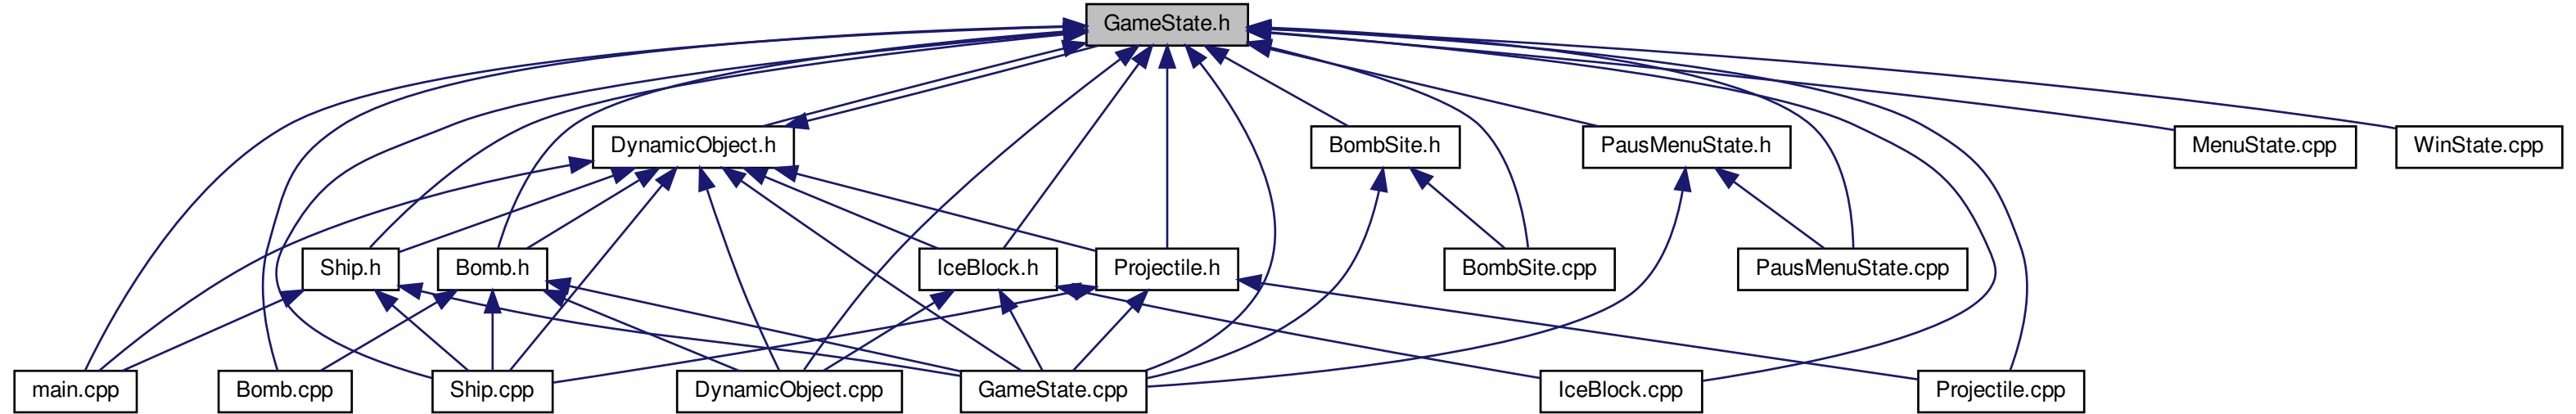 GameState.h
DynamicObject.h
BombSite.h
PausMenuState.h
MenuState.cpp
WinState.cpp
Ship.h
Bomb.h
IceBlock.h
Projectile.h
BombSite.cpp
PausMenuState.cpp
main.cpp
Bomb.cpp
Ship.cpp
DynamicObject.cpp
GameState.cpp
IceBlock.cpp
Projectile.cpp